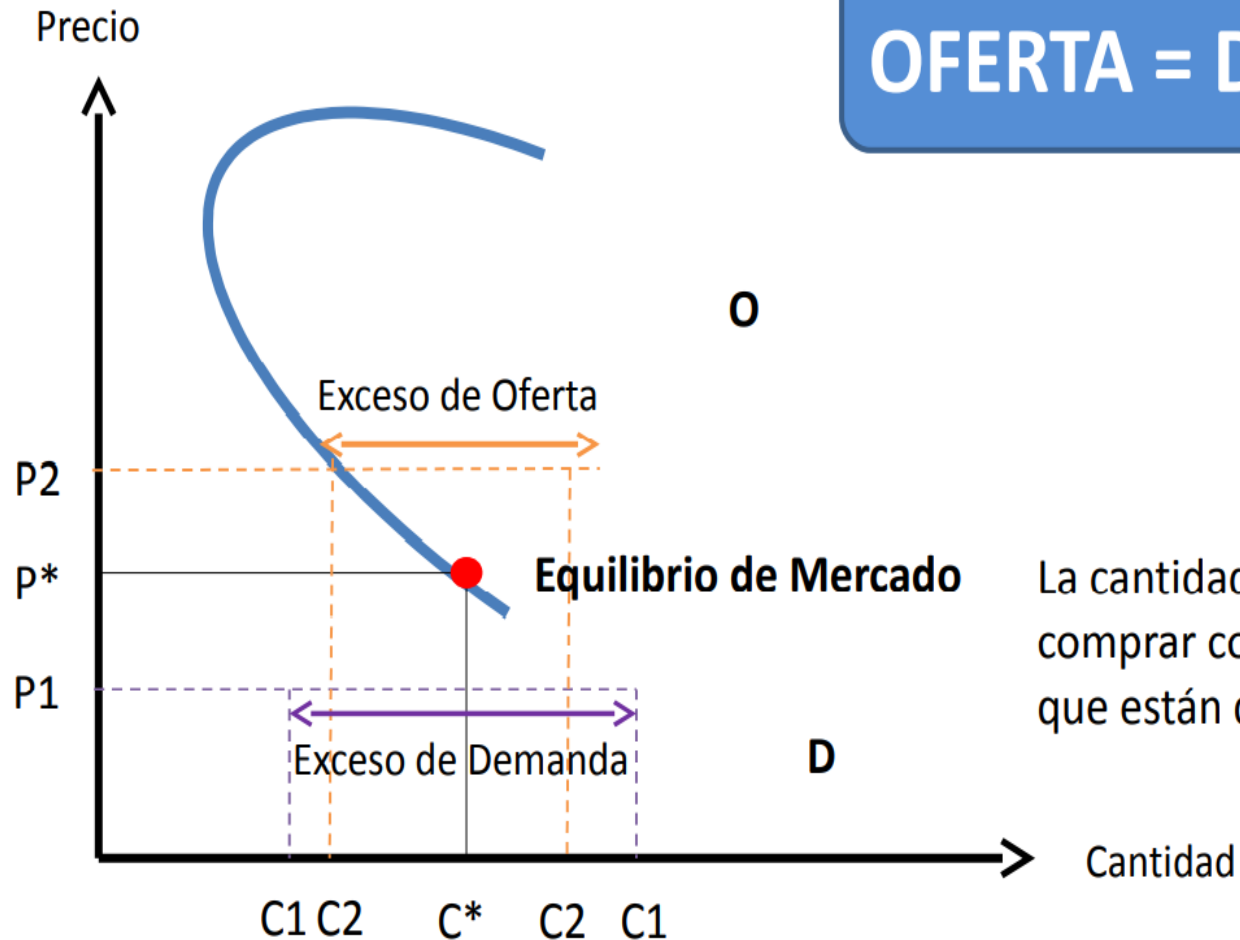 Precio
OFERTA = D
O
Exceso de Oferta
P2
P*
Equilibrio de Mercado
La cantidad
comprar co
que están
P1
Exceso de Demanda
D
Cantidad
C1 C2 C* C2 C1